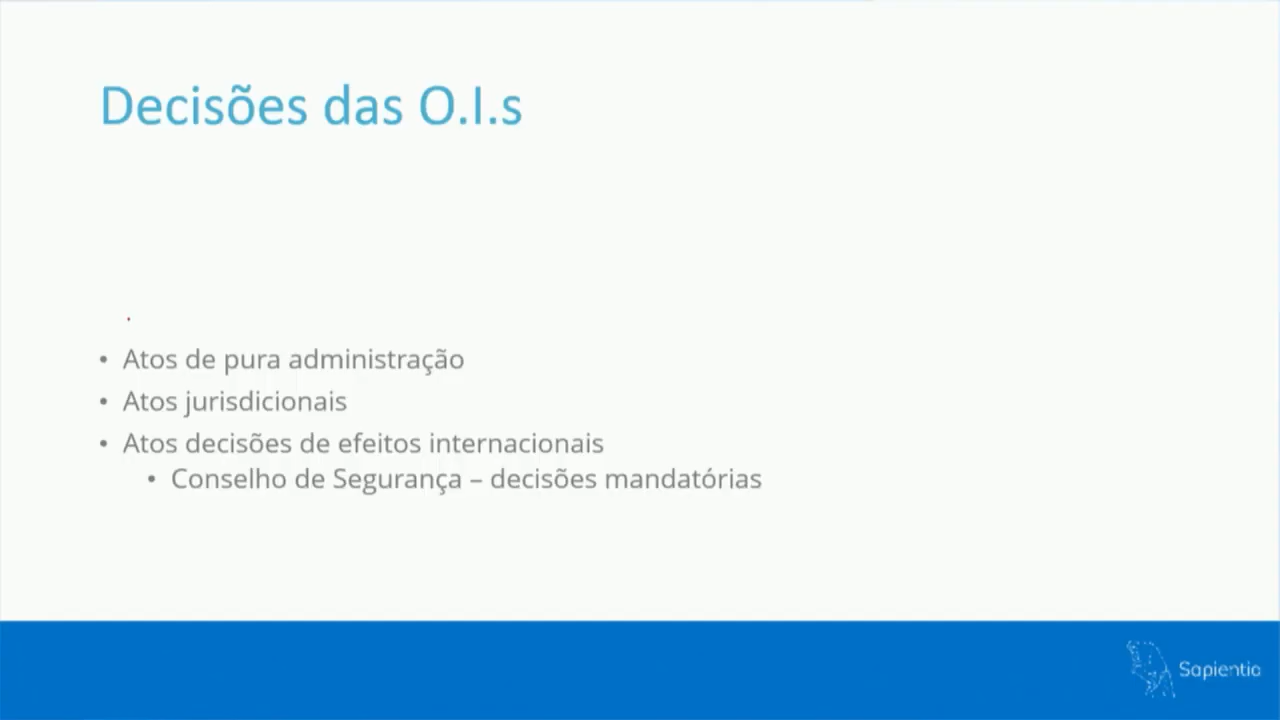 Decisões das O.I.s
• Atos de pura administração
• Atos jurisdicionais
• Atos decisões de efeitos internacionais
• Conselho de Segurança – decisões mandatórias
Sapientia